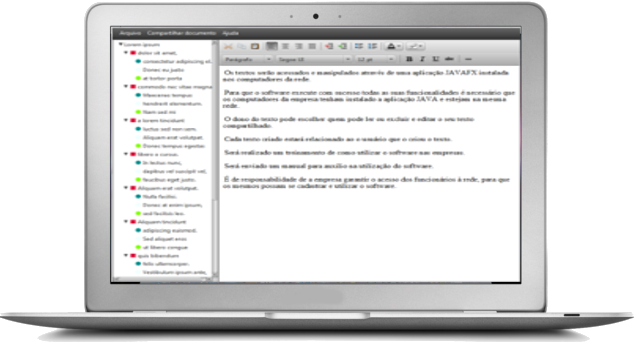 Arquivo Compartilhar documento Ajuda
Lorem ipsum
dolor sit amet,
consectetur adipiscing el.
Donec eu justo
at tortor porta
commodo nec vitae magna
Maecenas tempus
hendrerit elementum.
Nam sed mi
a lorem tincidunt
luctus sed non sem.
Aliquam erat volutpat.
Donec tempus egestas
libero a cursus.
In lectus nunc,
dapibus vel suscipit vel,
faucibus eget justo.
Aliquam erat volutpat.
Nulla facilisi.
Donec at enim ipsum,
sed facilisis leo.
Aliquam tincidunt
adipiscing euismod.
Sed aliquet eros
ut libero congue
quis bibendum
felis ullamcorper.
Vestibulum ipsum ante,
Parágrafo Segoe UI 12 pt B I U abc
Os textos serão acessados e manipulados através de uma aplicação JAVAFX instalada
nos computadores da rede.
Para que o software execute com sucesso todas as suas funcionalidades é necessário que
os computadores da empresa tenham instalado a aplicação JAVA e estejam na mesma
rede.
O dono do texto pode escolher quem pode ler ou excluir e editar o seu texto
compartilhado.
Cada texto criado estará relacionado ao o usuário que o criou o texto.
Será realizado um treinamento de como utilizar o software nas empresas.
Será enviado um manual para auxílio na utilização do software.
É de responsabilidade de a empresa garantir o acesso dos funcionários à rede, para que
os mesmos possam se cadastrar e utilizar o software.